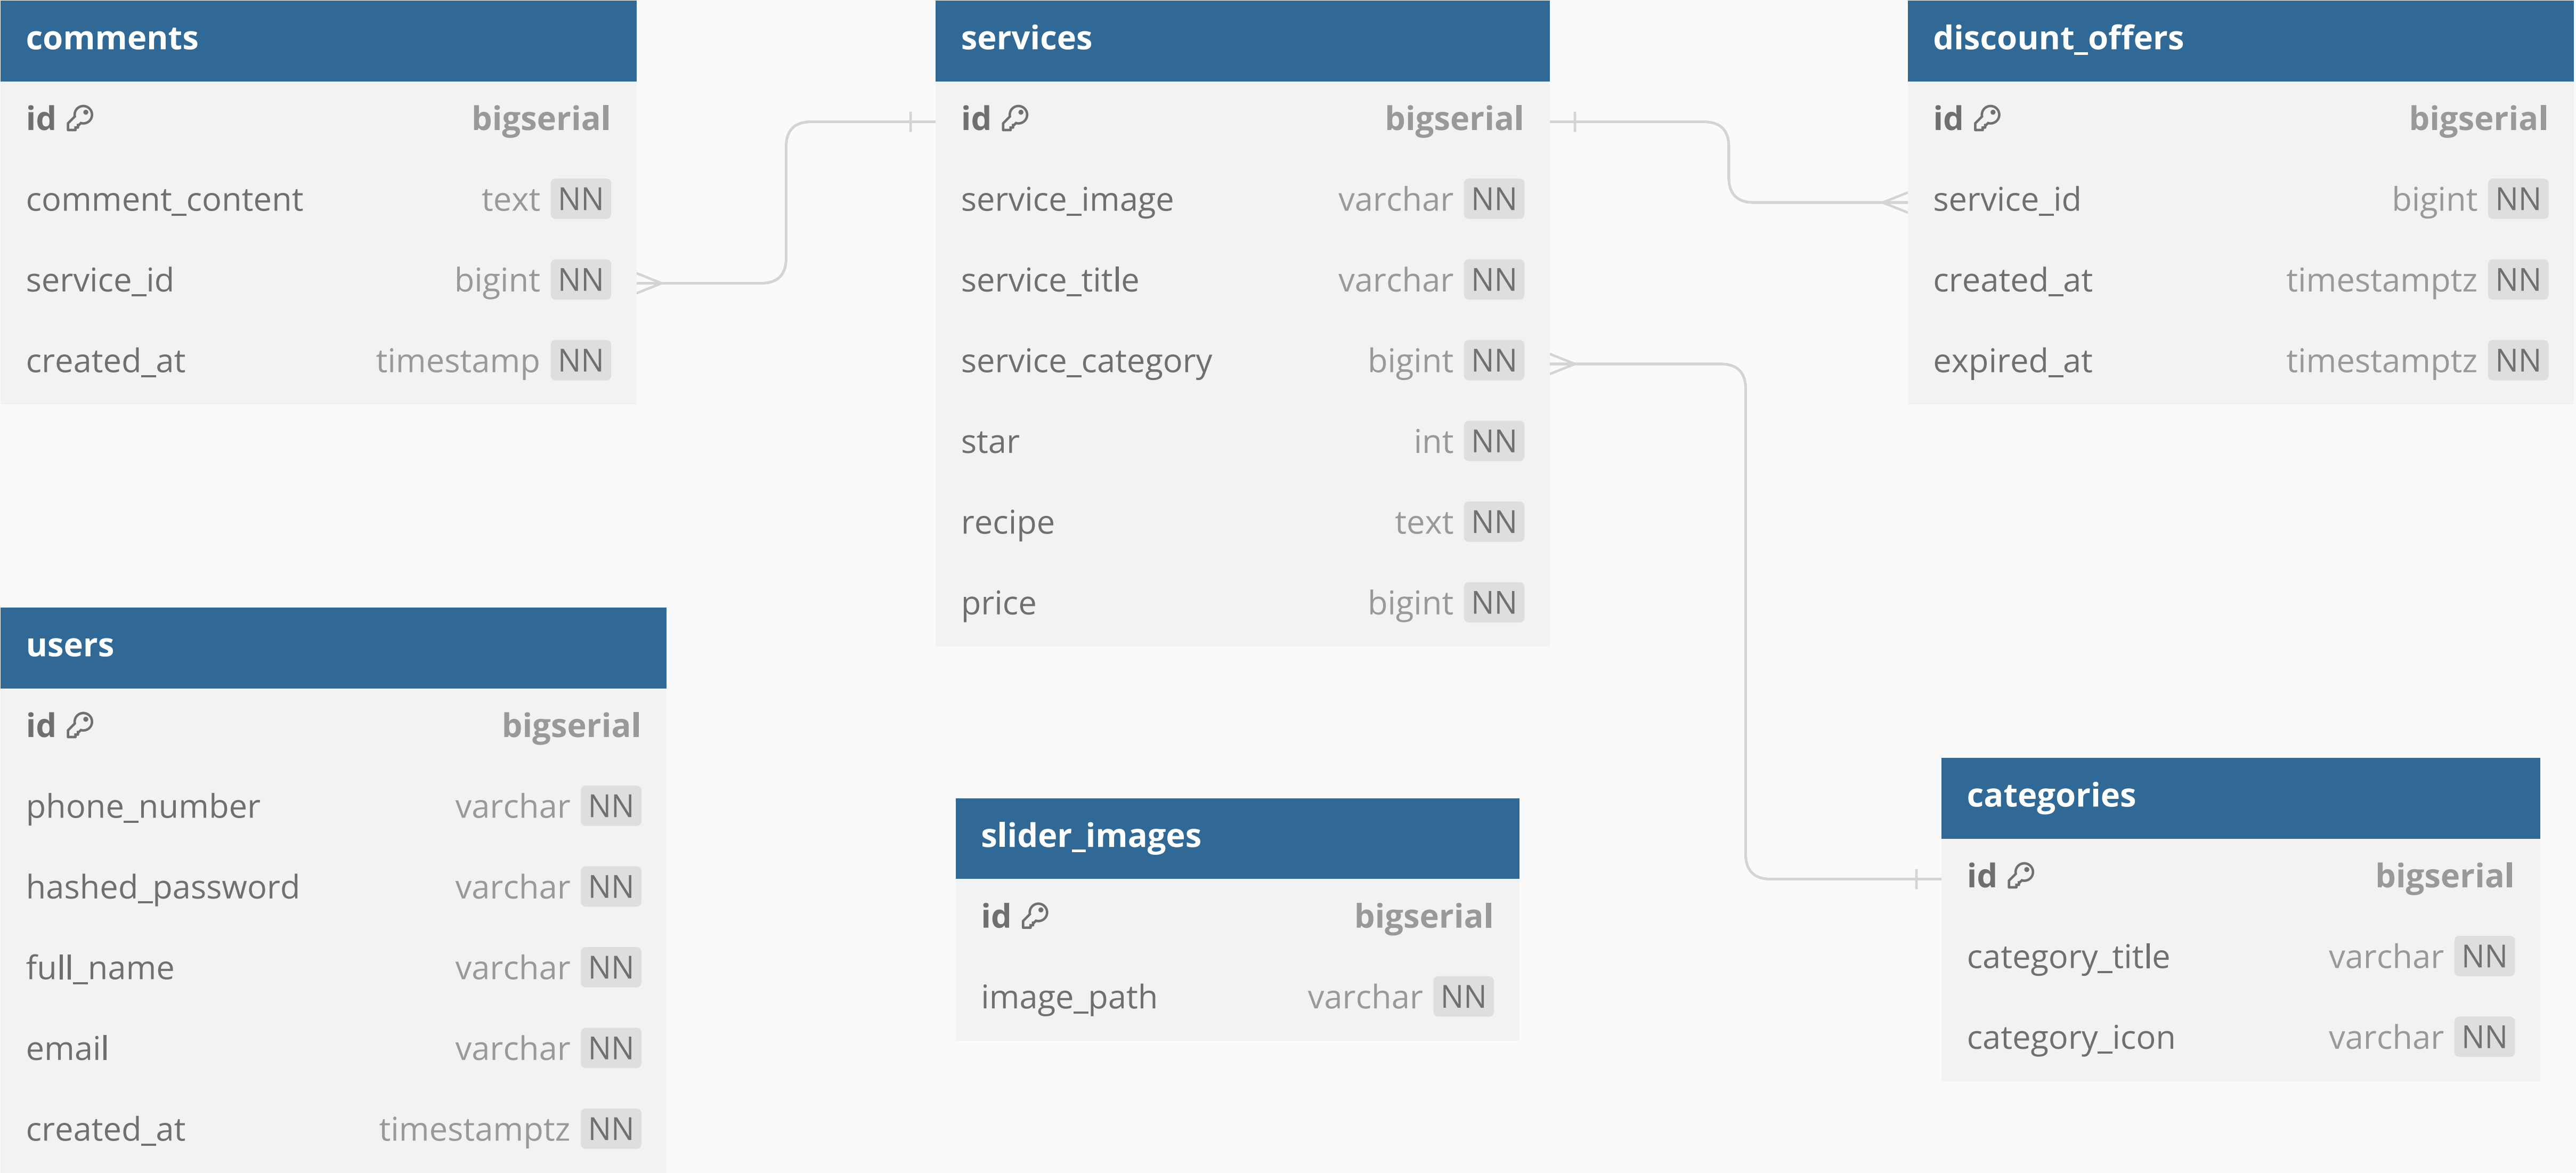 comments
id bigserial
comment_content text NN
service_id bigint NN
created_at timestamp NN
services
id bigserial
service_image varchar NN
service_title varchar NN
service_category bigint NN
star int NN
recipe text NN
price bigint NN
discount_offers
id bigserial
service_id bigint NN
created_at timestamptz NN
expired_at timestamptz NN
users
id bigserial
phone_number varchar NN
hashed_password varchar NN
full_name varchar NN
email varchar NN
created_at timestamptz NN
slider_images
id bigserial
image_path varchar NN
categories
id bigserial
category_title varchar NN
category_icon varchar NN